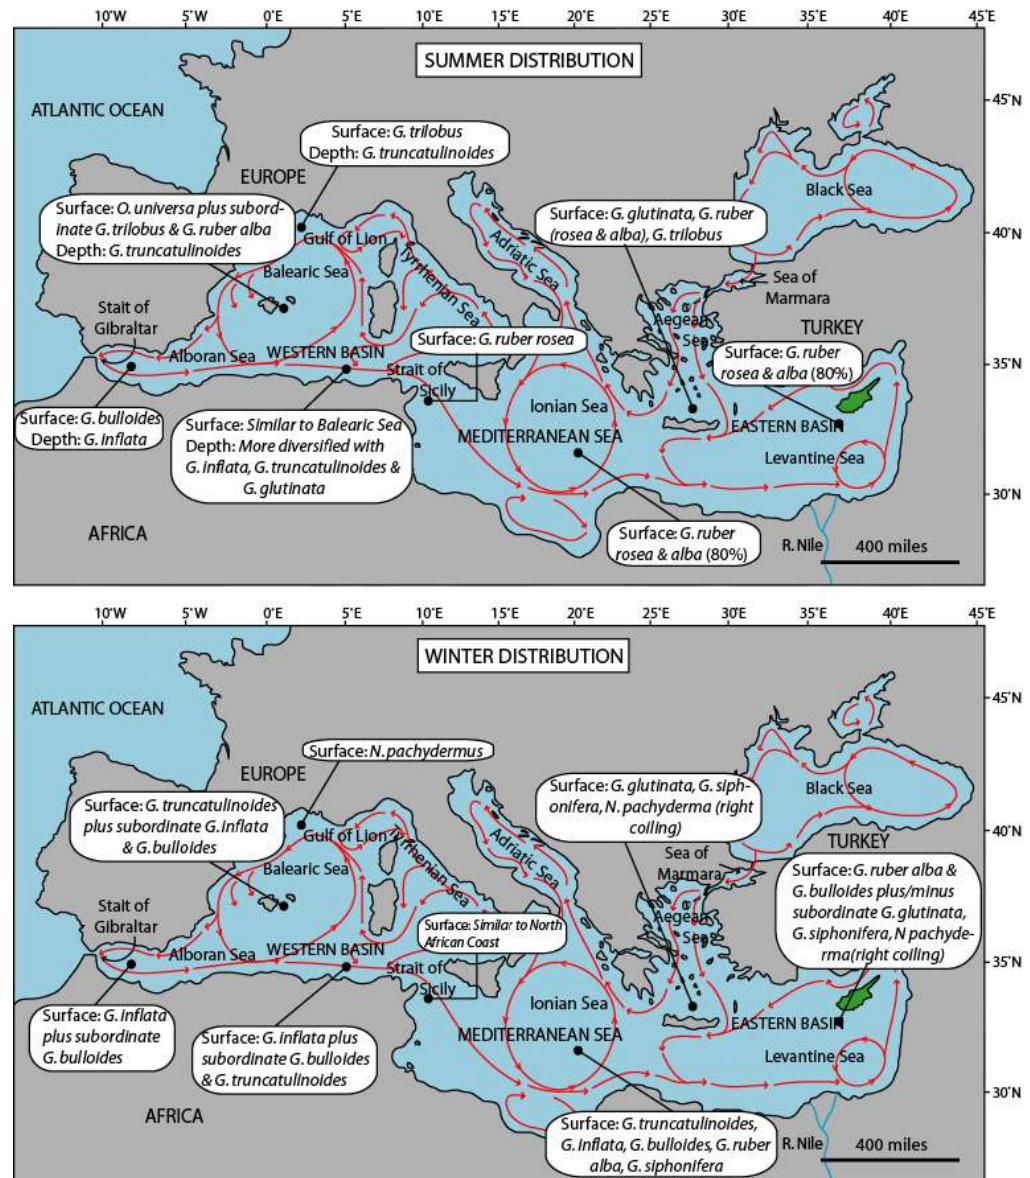 10°W 5°W 0°E 5°E 10°E 15°E 20°E 25°E 30°E 35°E 40°E 45°E
SUMMER DISTRIBUTION
ATLANTIC OCEAN
45°N
Surface: G. trilobus
Depth: G. truncatulinoides
EUROPE
Black Sea
Surface: O. universa plus subord-
inate G. trilobus & G. ruber alba
Depth: G. truncatulinoides
Surface: G. glutinata, G. ruber
(rosea & alba), G. trilobus
40°N
Gulf of Lion
Adriatic Sea
Tyrrhenian Sea
Balearic Sea
Sea of
Marmara
Stait of
Gibraltar
Aegean
Sea
TURKEY
Alboran Sea
WESTERN BASIN
Surface: G. ruber rosea
Surface: G. ruber
rosea & alba (80%)
35°N
Strait of
Sicily
Surface: G. bulloides
Depth: G. inflata
Surface: Similar to Balearic Sea
Depth: More diversified with
G. inflata, G. truncatulinoides &
G. glutinata
Ionian Sea
MEDITERRANEAN SEA
EASTERN BASIN
Levantine Sea
30°N
AFRICA
Surface: G. ruber
rosea & alba (80%)
R. Nile
400 miles
10°W 5°W 0°E 5°E 10°E 15°E 20°E 25°E 30°E 35°E 40°E 45°E
WINTER DISTRIBUTION
ATLANTIC OCEAN
45°N
Surface: N. pachydermus
EUROPE
Surface: G. glutinata, G. siph-
onifera, N. pachyderma (right
coiling)
Black Sea
Surface: G. truncatulinoides
plus subordinate G. inflata
& G. bulloides
Gulf of Lion
Adriatic Sea
Tyrrhenian Sea
40°N
TURKEY
Sea of
Marmara
Balearic Sea
Surface: G. ruber alba &
G. bulloides plus/minus
subordinate G. glutinata,
G. siphonifera, N pachyde-
rma(right coiling)
Stait of
Gibraltar
Aegean
Sea
Surface: Similar to North
African Coast
Alboran Sea
WESTERN BASIN
35°N
Strait of
Sicily
Surface: G. inflata
plus subordinate
G. bulloides
Surface: G. inflata plus
subordinate G. bulloides
& G. truncatulinoides
Ionian Sea
MEDITERRANEAN SEA
EASTERN BASIN
Levantine Sea
30°N
AFRICA
Surface: G. truncatulinoides,
G. inflata, G. bulloides, G. ruber
alba, G. siphonifera
R. Nile
400 miles